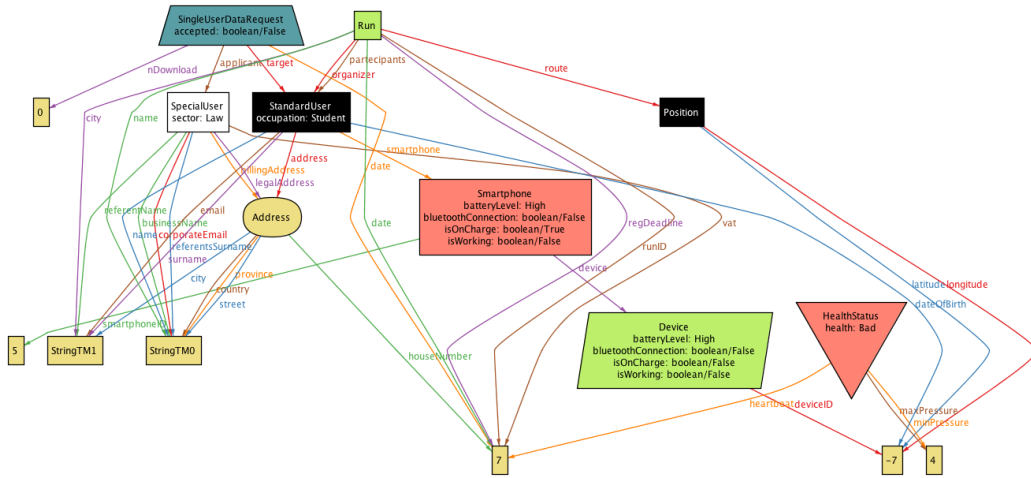 SingleUserDataRequest
accepted: boolean/False
Run
nDownload
applicant
target
organizer
partecipants
route
0
city
name
SpecialUser
sector: Law
StandardUser
occupation: Student
Position
address
smartphone
date
billingAddress
legalAddress
Smartphone
batteryLevel: High
bluetoothConnection: boolean/False
isOnCharge: boolean/True
isWorking: boolean/False
referentName
businessName
email
Address
date
regDeadline
vat
name
corporateEmail
referentsSurname
surname
runID
device
city
province
country
street
latitude
longitude
dateOfBirth
HealthStatus
health: Bad
smartphoneID
Device
batteryLevel: High
bluetoothConnection: boolean/False
isOnCharge: boolean/False
isWorking: boolean/False
5
StringTM1
StringTM0
houseNumber
heartbeat
deviceID
maxPressure
minPressure
7
-7
4